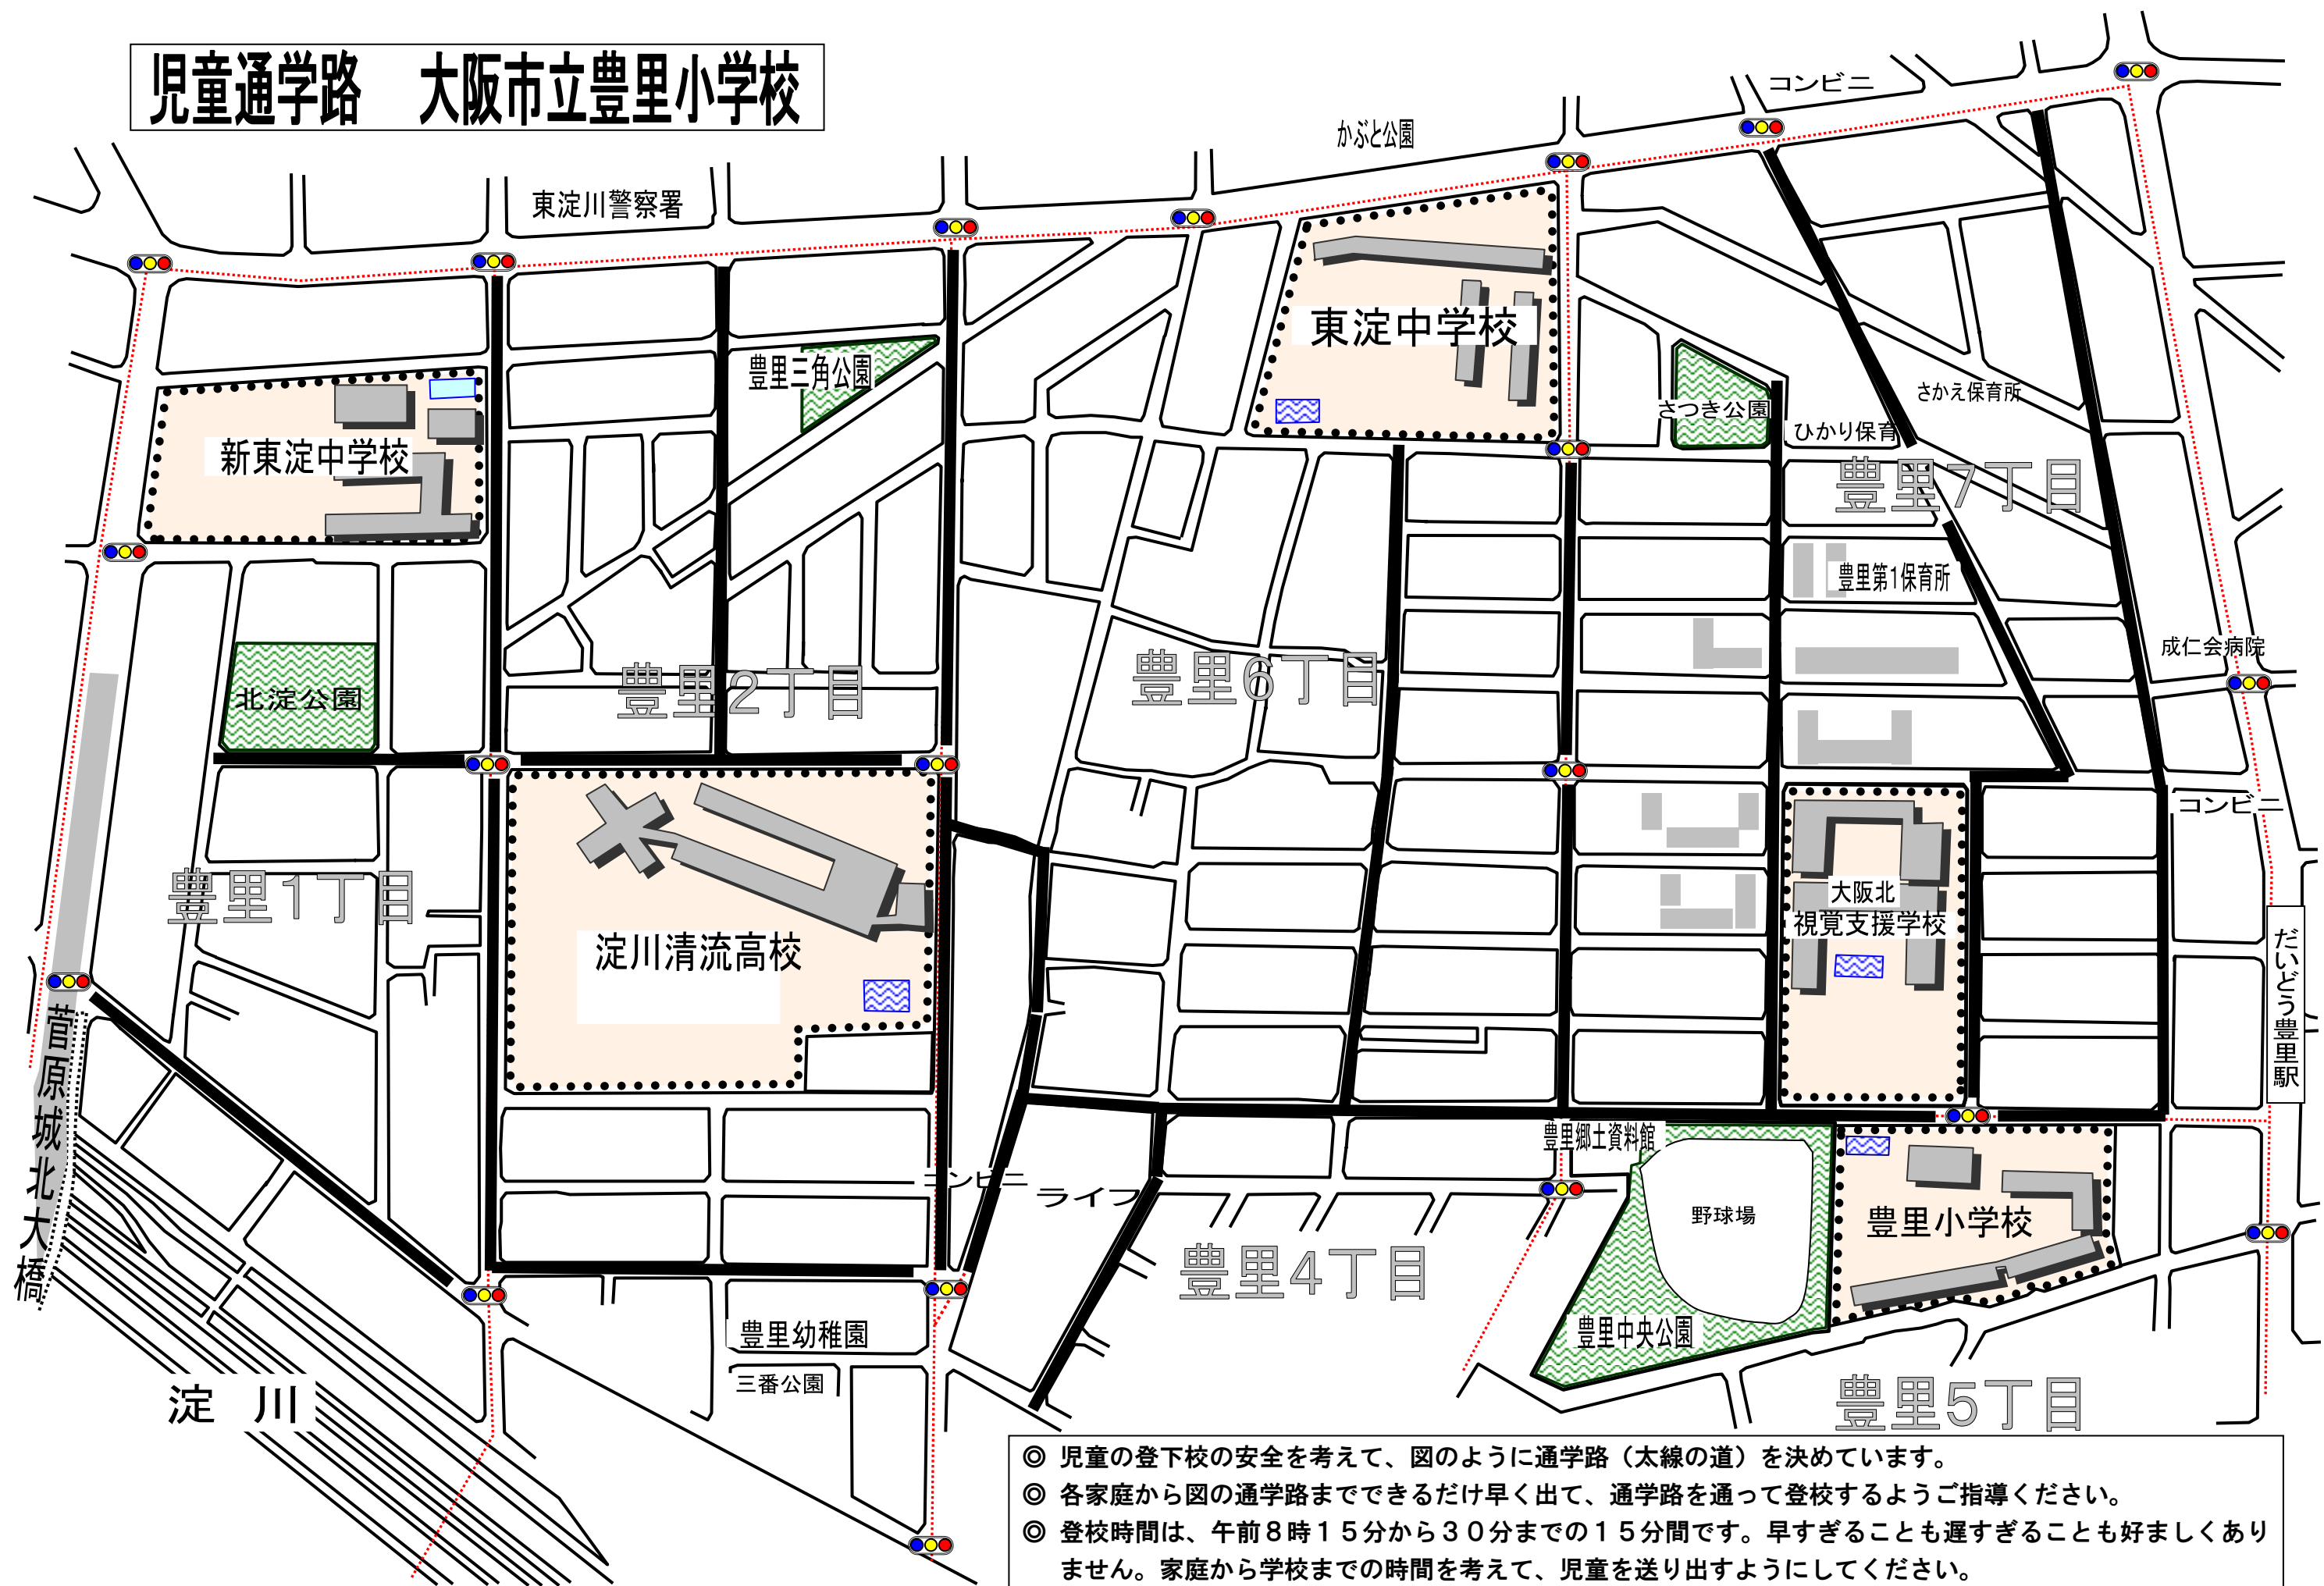 児童通学路　大阪市立豊里小学校
コンビニ
かぶと公園
東淀川警察署
東淀中学校
豊里三角公園
さかえ保育所
さつき公園
ひかり保育
新東淀中学校
豊里7丁目
豊里第1保育所
成仁会病院
北淀公園
豊里2丁目
豊里6丁目
コンビニ
豊里1丁目
大阪北
視覚支援学校
淀川清流高校
だいどう豊里駅
菅原城北大橋
豊里郷土資料館
コンビニ
ライフ
野球場
豊里小学校
豊里4丁目
豊里幼稚園
豊里中央公園
三番公園
淀川
豊里5丁目
◎ 児童の登下校の安全を考えて、図のように通学路（太線の道）を決めています。
◎ 各家庭から図の通学路までできるだけ早く出て、通学路を通って登校するようご指導ください。
◎ 登校時間は、午前８時１５分から３０分までの１５分間です。早すぎることも遅すぎることも好ましくあり
ません。家庭から学校までの時間を考えて、児童を送り出すようにしてください。